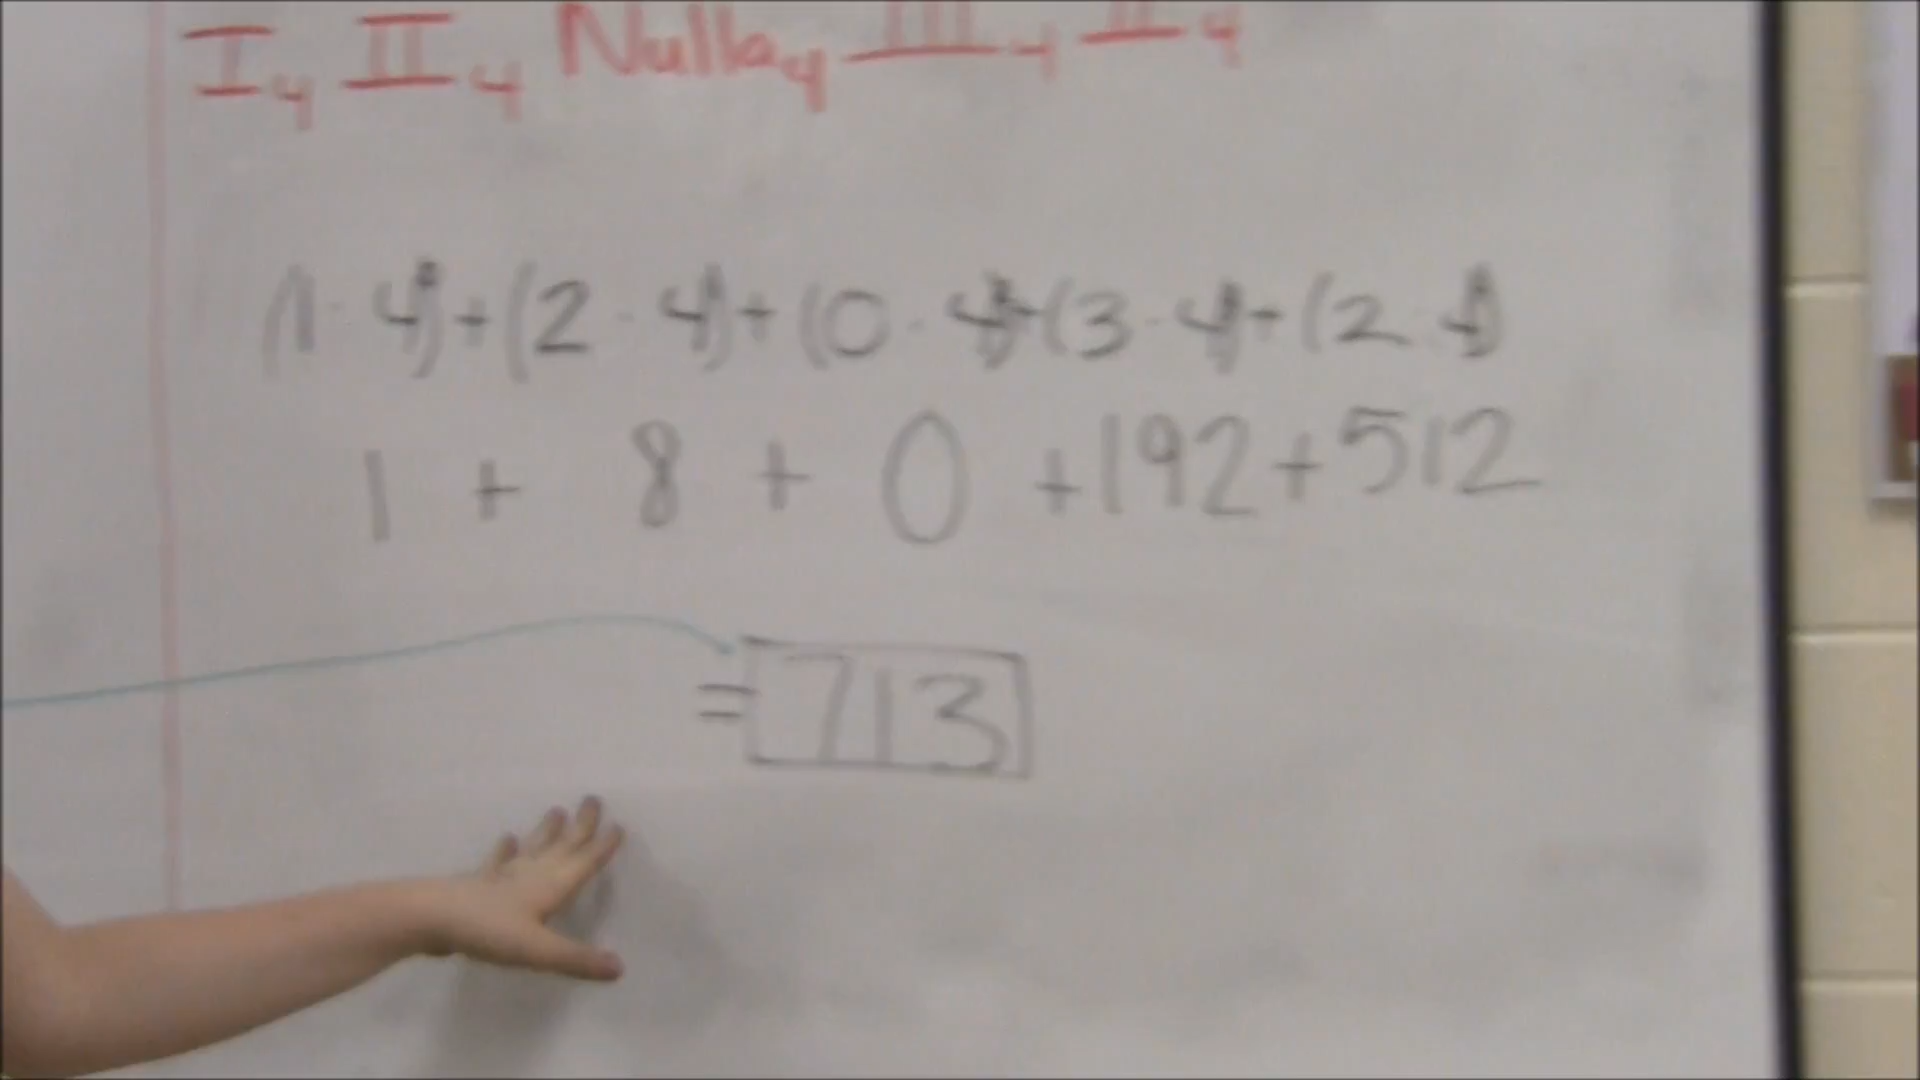 I₄ II₄ Nulla₄ III₄ II₄
(1 · 4⁰) + (2 · 4¹) + (0 · 4²) + (3 · 4³) + (2 · 4⁴)
1 + 8 + 0 + 192 + 512
= 713